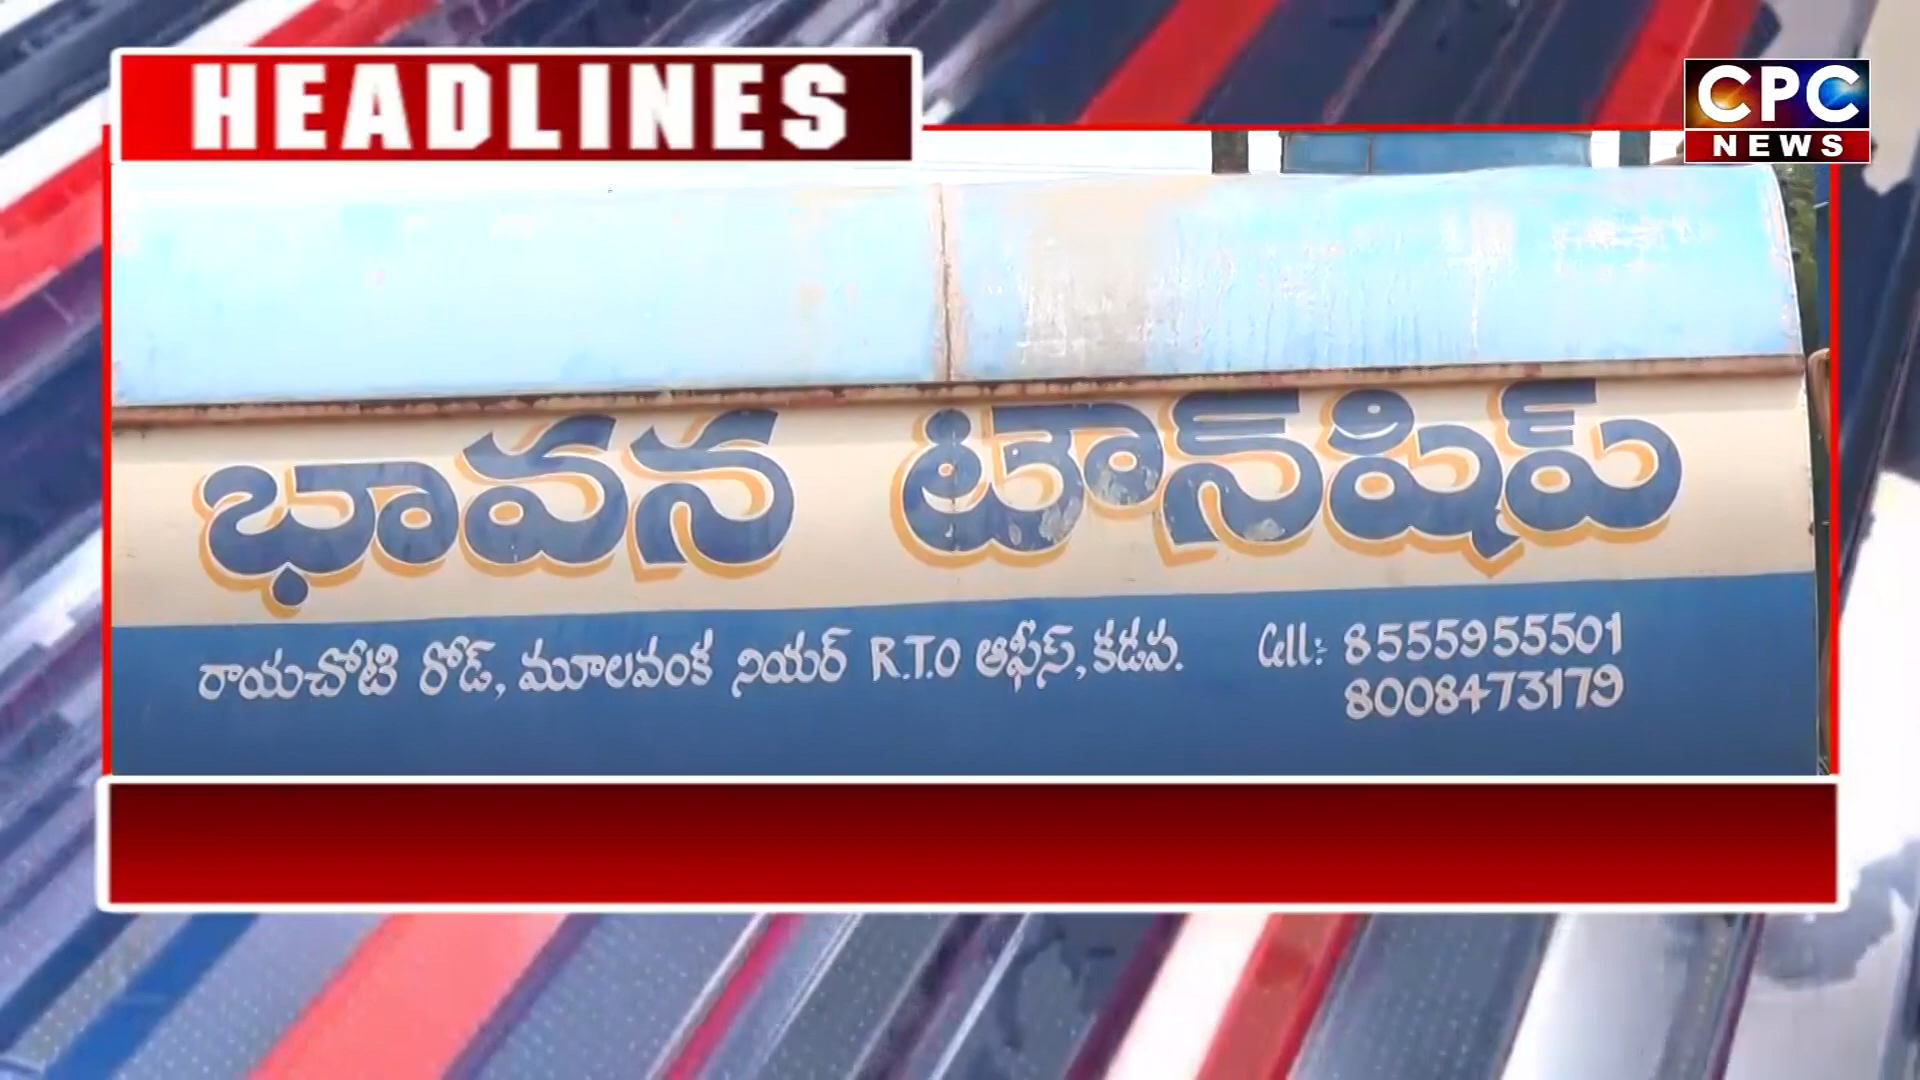 HEADLINES
CPC
NEWS
భావన టౌన్‌షిప్
రాయచోటి రోడ్, మూలవంక నియర్ R.T.O ఆఫీస్, కడప. Cell:- 8555955501
8008473179